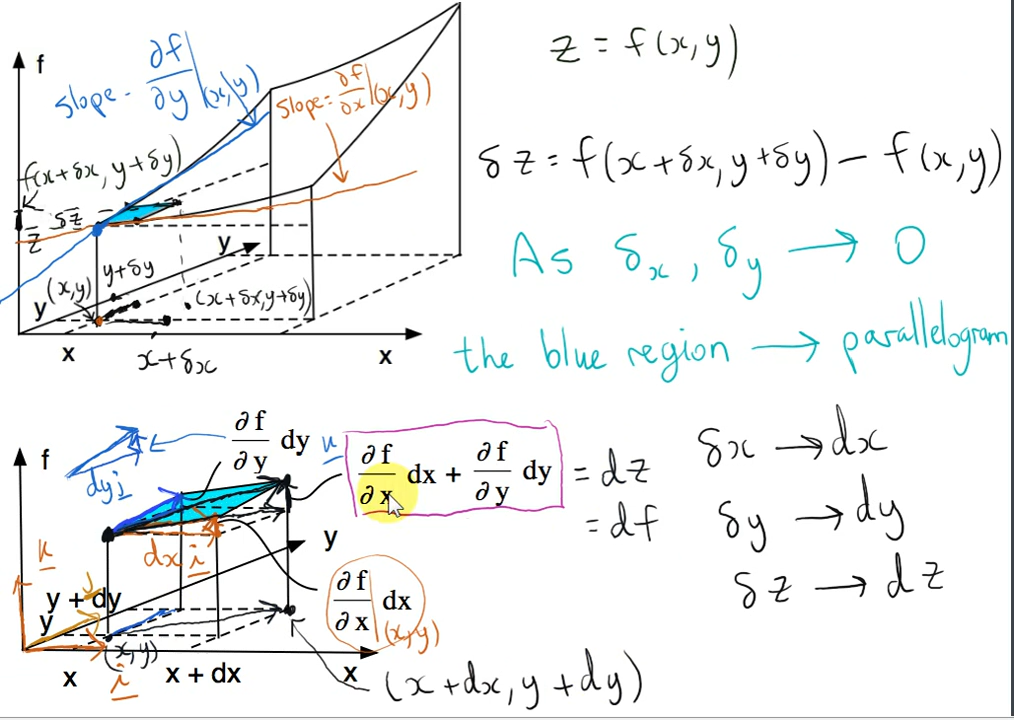 z = f(x,y)
f
slope = ∂f/∂y |(x,y)
slope = ∂f/∂x |(x,y)
f(x+δx, y+δy)
δz = f(x+δx, y+δy) − f(x,y)
δz
z
y
As δx, δy → 0
(x,y)
y+δy
(x+δx, y+δy)
y
x
x+δx
x
the blue region → parallelogram
∂f/∂y dy
k
∂f/∂x dx + ∂f/∂y dy = dz
= df
δx → dx
δy → dy
δz → dz
f
dy j
dx i
k
y
j
y + dy
y
∂f/∂x |(x,y) dx
(x,y)
x
i
x + dx
x
(x+dx, y+dy)